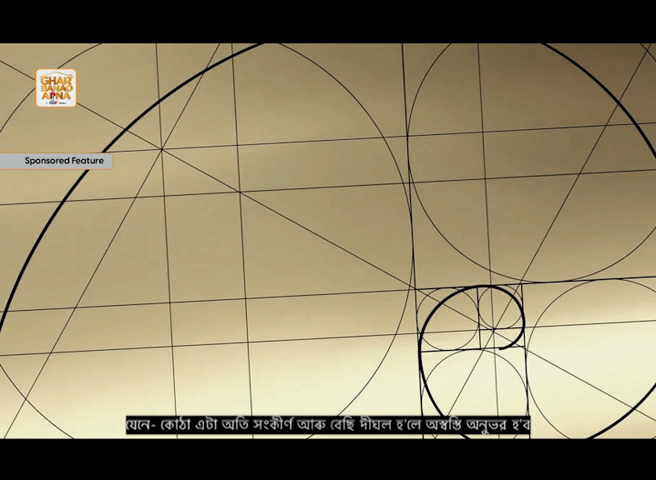 GHAR
BANAO
APNA
Sponsored Feature
যেনে- কোঠা এটা অতি সংকীৰ্ণ আৰু বেছি দীঘল হ'লে অস্বস্তি অনুভৱ হ'ব